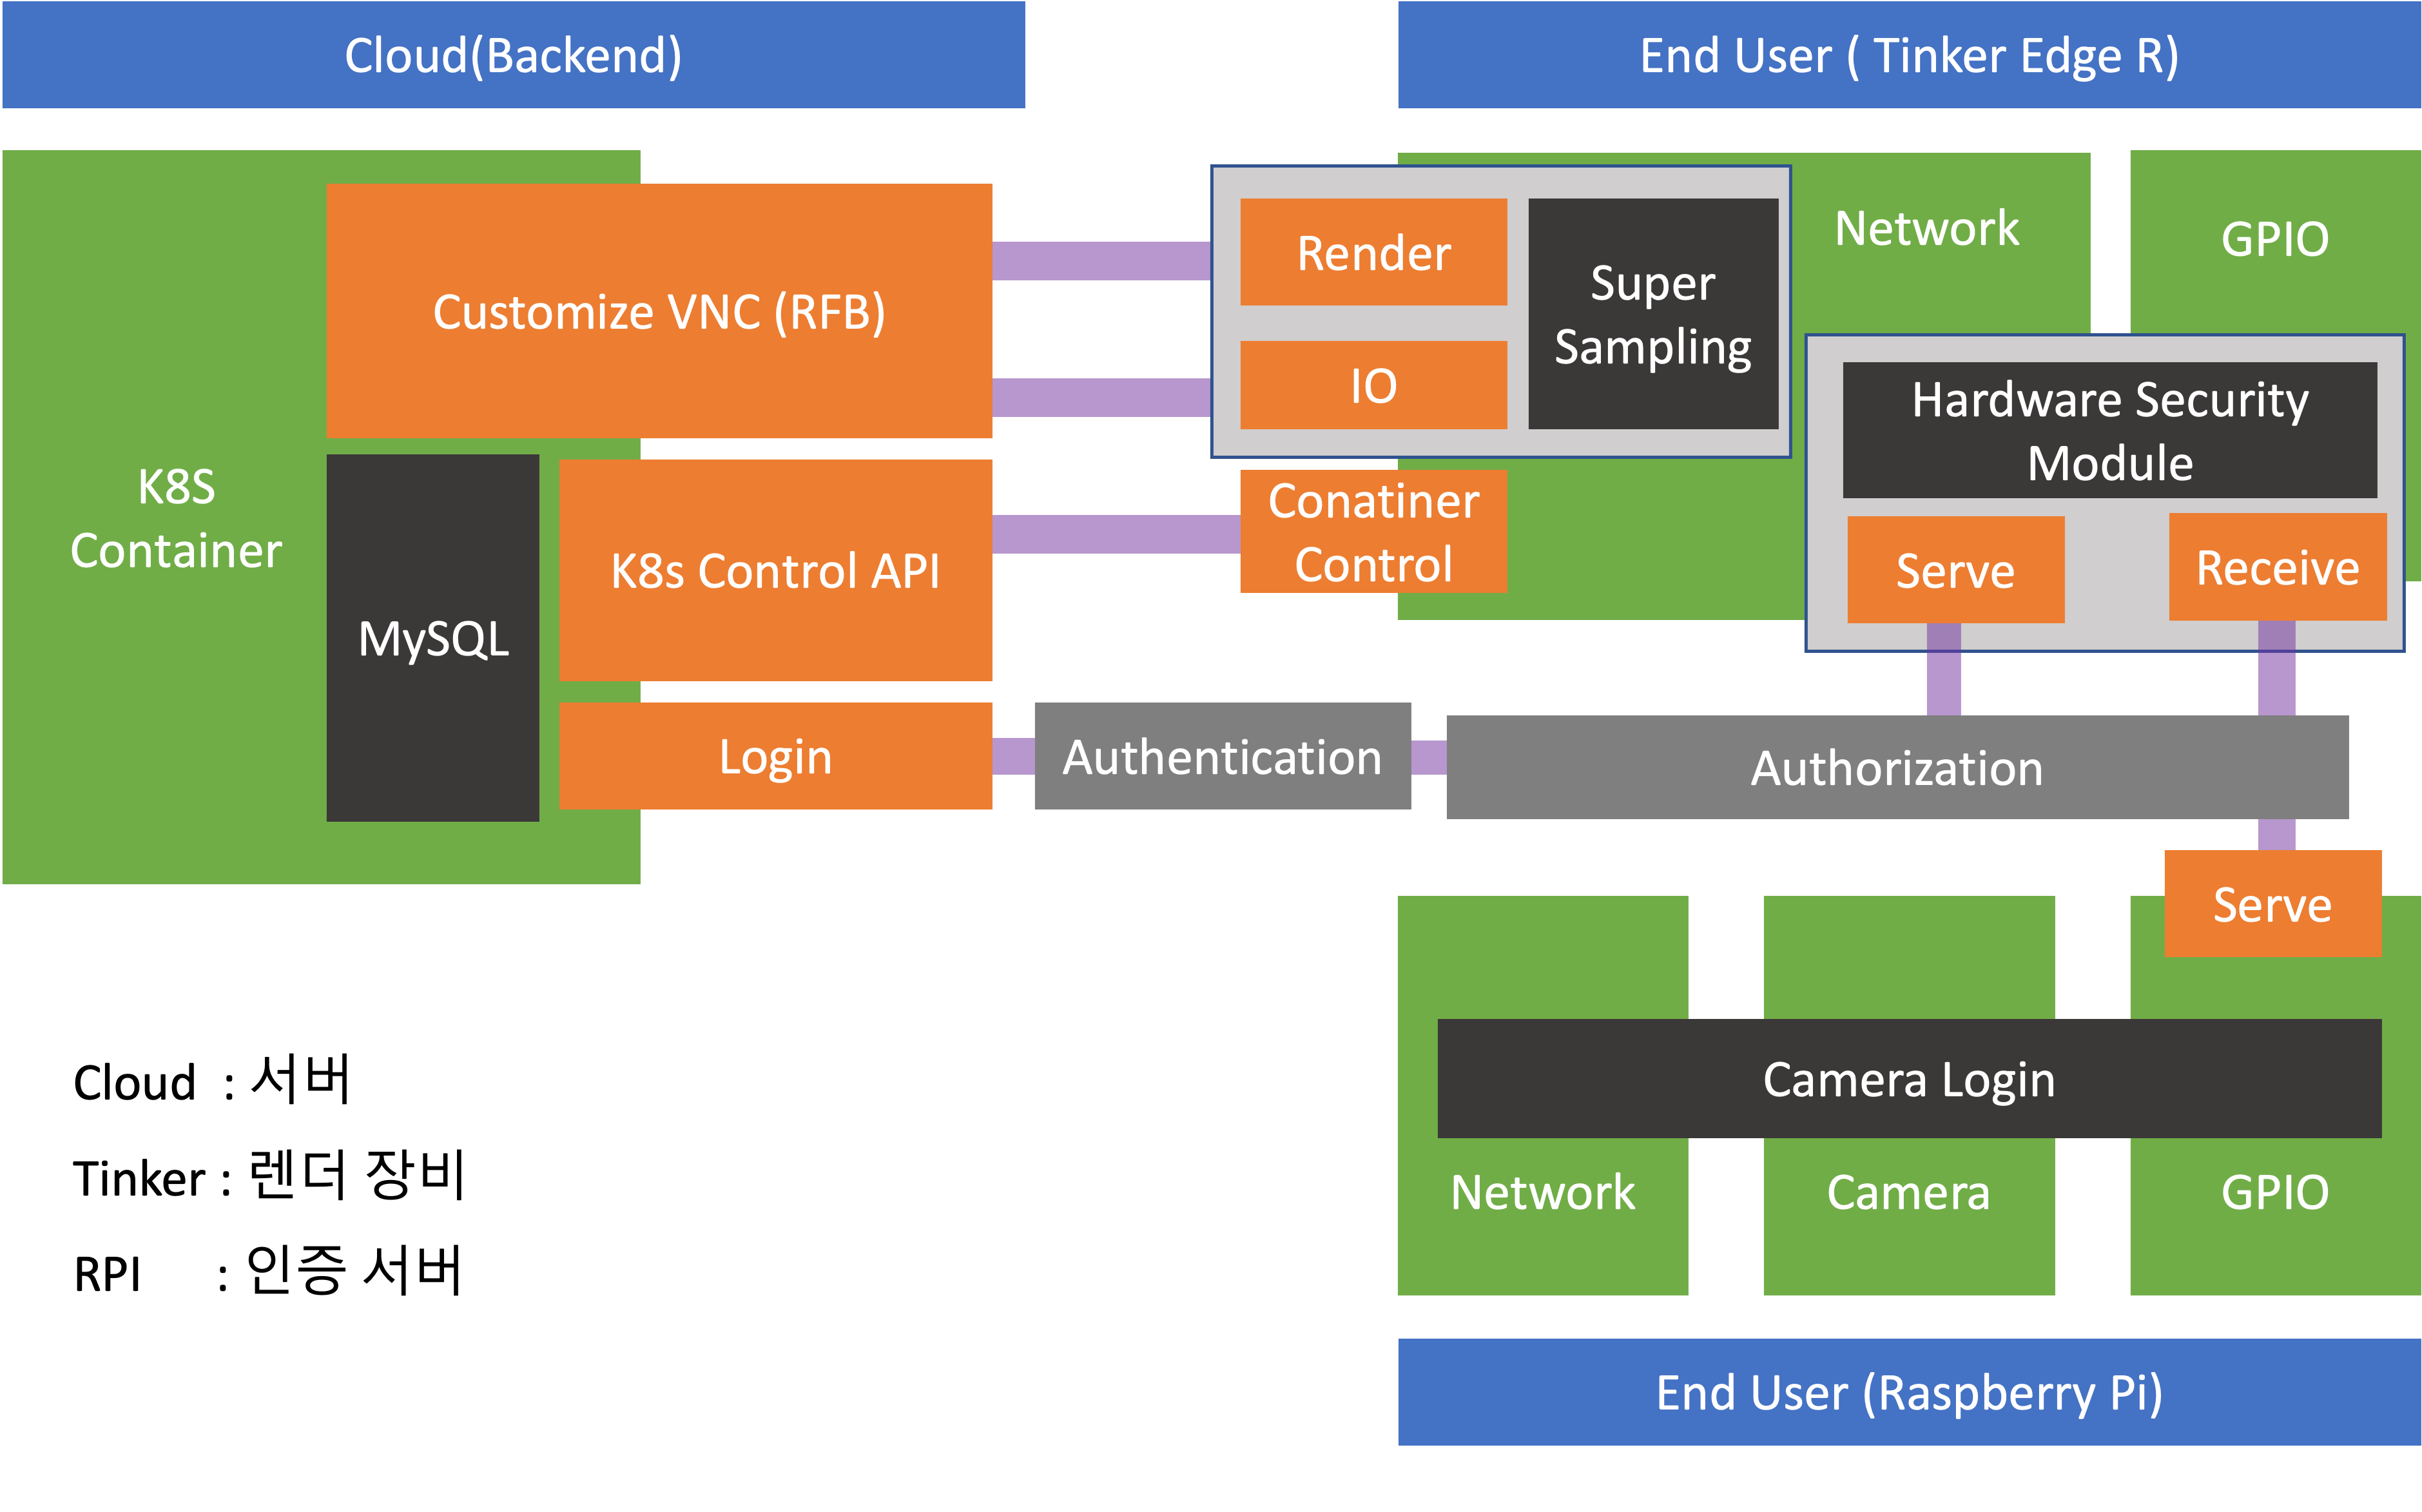 Cloud(Backend)
End User ( Tinker Edge R)
K8S
Container
Customize VNC (RFB)
MySQL
K8s Control API
Login
Render
IO
Super
Sampling
Network
GPIO
Conatiner
Control
Hardware Security
Module
Serve
Receive
Authentication
Authorization
Serve
Camera Login
Network
Camera
GPIO
End User (Raspberry Pi)
Cloud : 서버
Tinker : 렌더 장비
RPI : 인증 서버